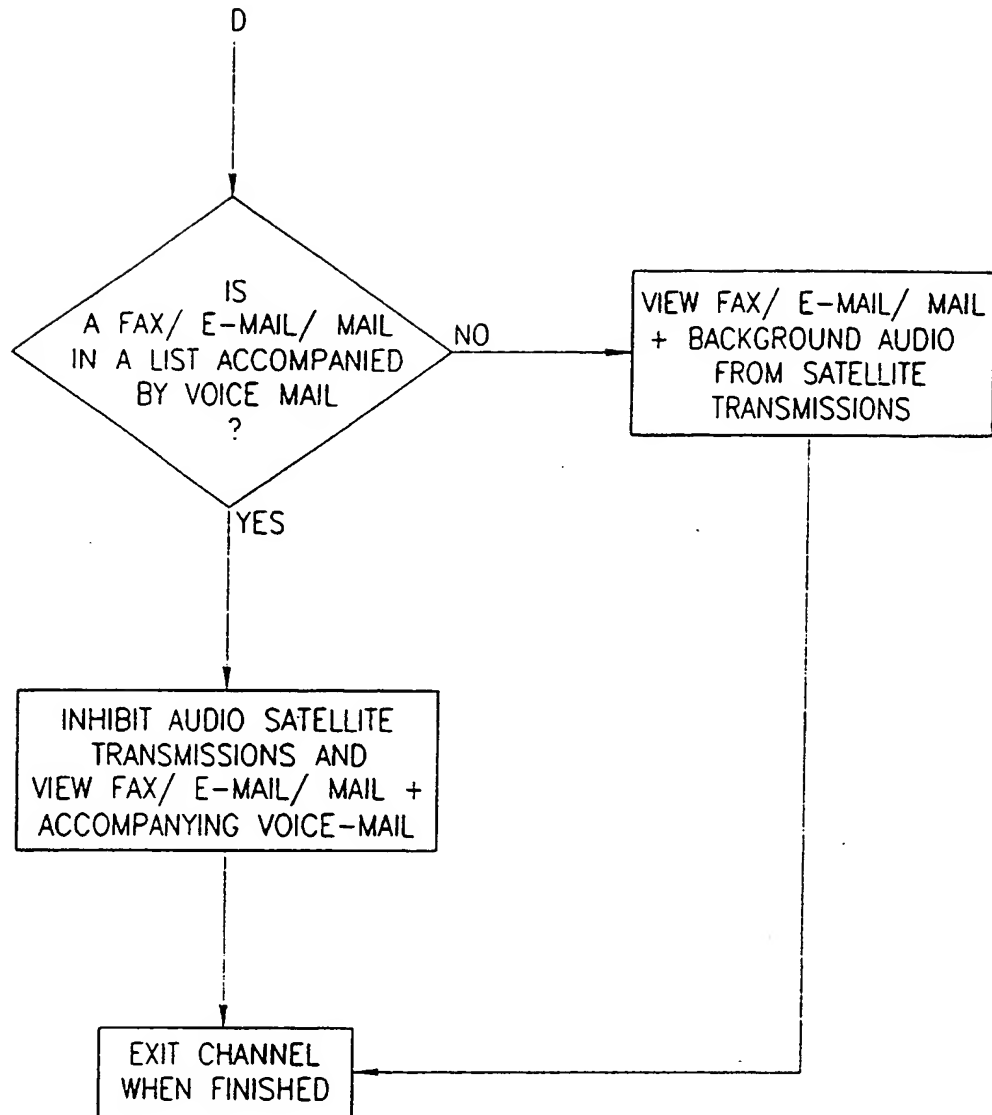 D
IS
A FAX/ E-MAIL/ MAIL
IN A LIST ACCOMPANIED
BY VOICE MAIL
?
NO
VIEW FAX/ E-MAIL/ MAIL
+ BACKGROUND AUDIO
FROM SATELLITE
TRANSMISSIONS
YES
INHIBIT AUDIO SATELLITE
TRANSMISSIONS AND
VIEW FAX/ E-MAIL/ MAIL +
ACCOMPANYING VOICE-MAIL
EXIT CHANNEL
WHEN FINISHED